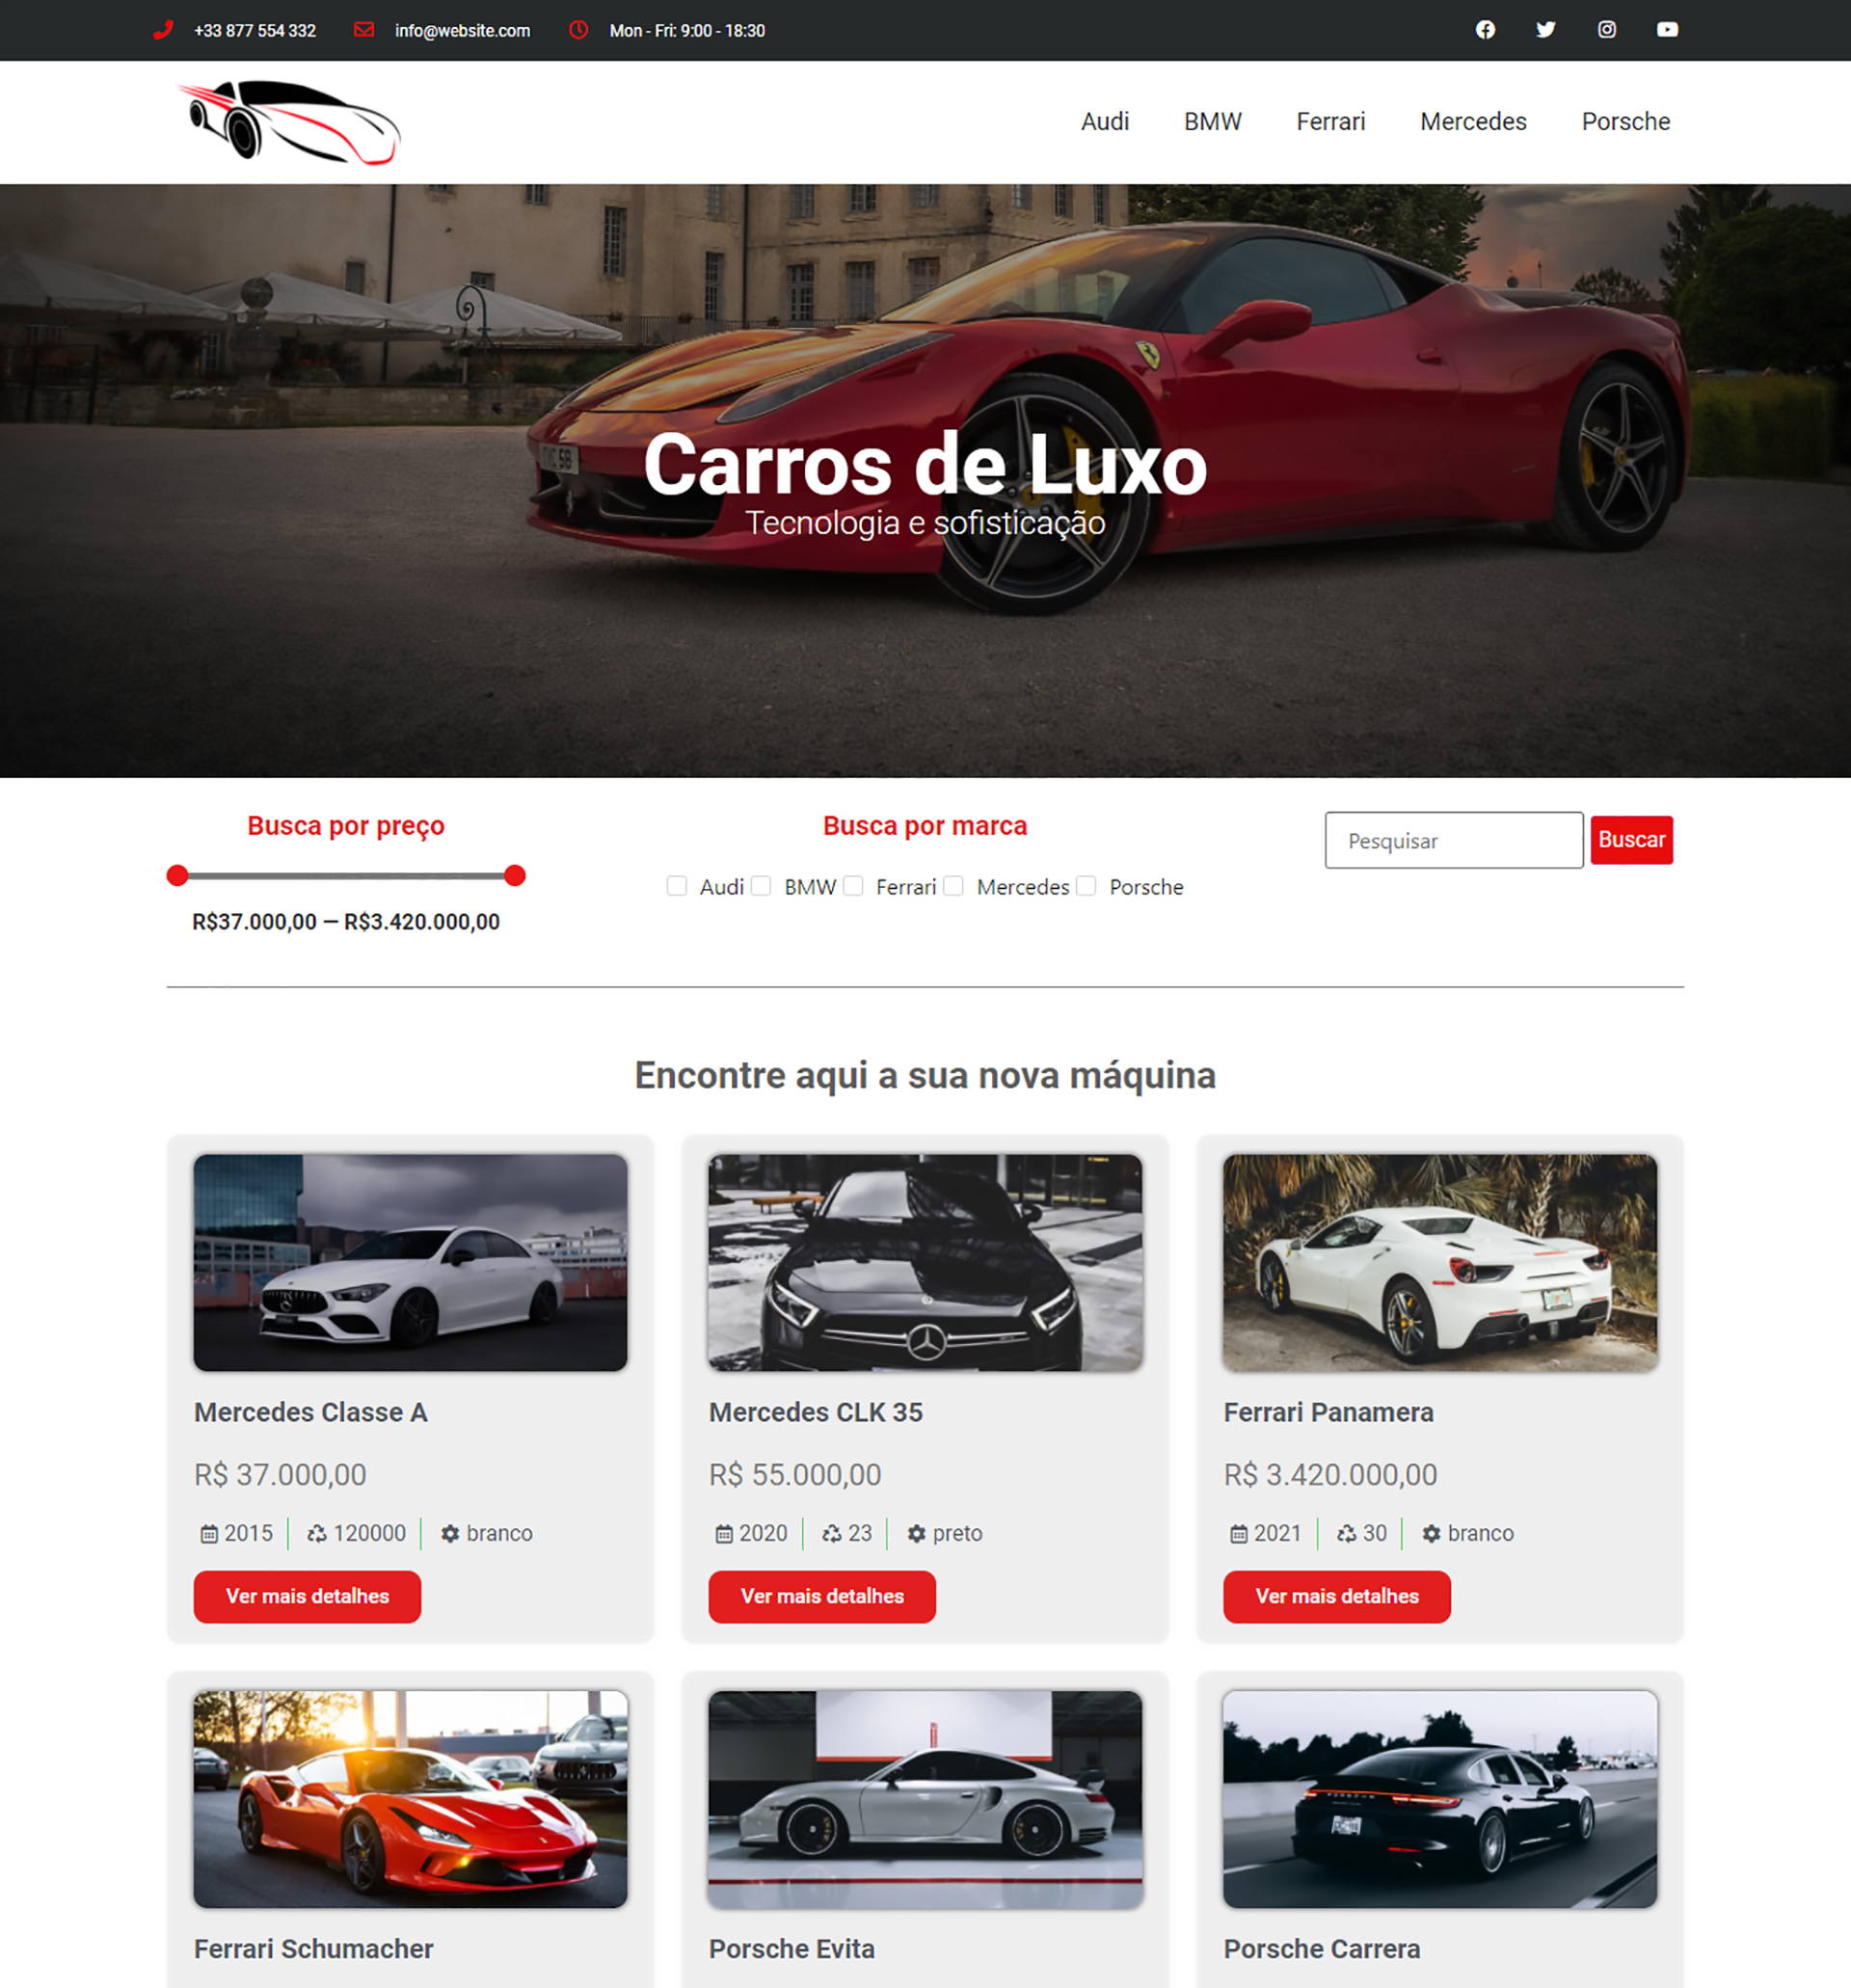 +33 877 554 332 info@website.com Mon - Fri: 9:00 - 18:30
Audi BMW Ferrari Mercedes Porsche
Carros de Luxo
Tecnologia e sofisticação
Busca por preço
R$37.000,00 — R$3.420.000,00
Busca por marca
Audi BMW Ferrari Mercedes Porsche
Pesquisar Buscar
Encontre aqui a sua nova máquina
Mercedes Classe A
R$ 37.000,00
2015 120000 branco
Ver mais detalhes
Mercedes CLK 35
R$ 55.000,00
2020 23 preto
Ver mais detalhes
Ferrari Panamera
R$ 3.420.000,00
2021 30 branco
Ver mais detalhes
Ferrari Schumacher
Porsche Evita
Porsche Carrera